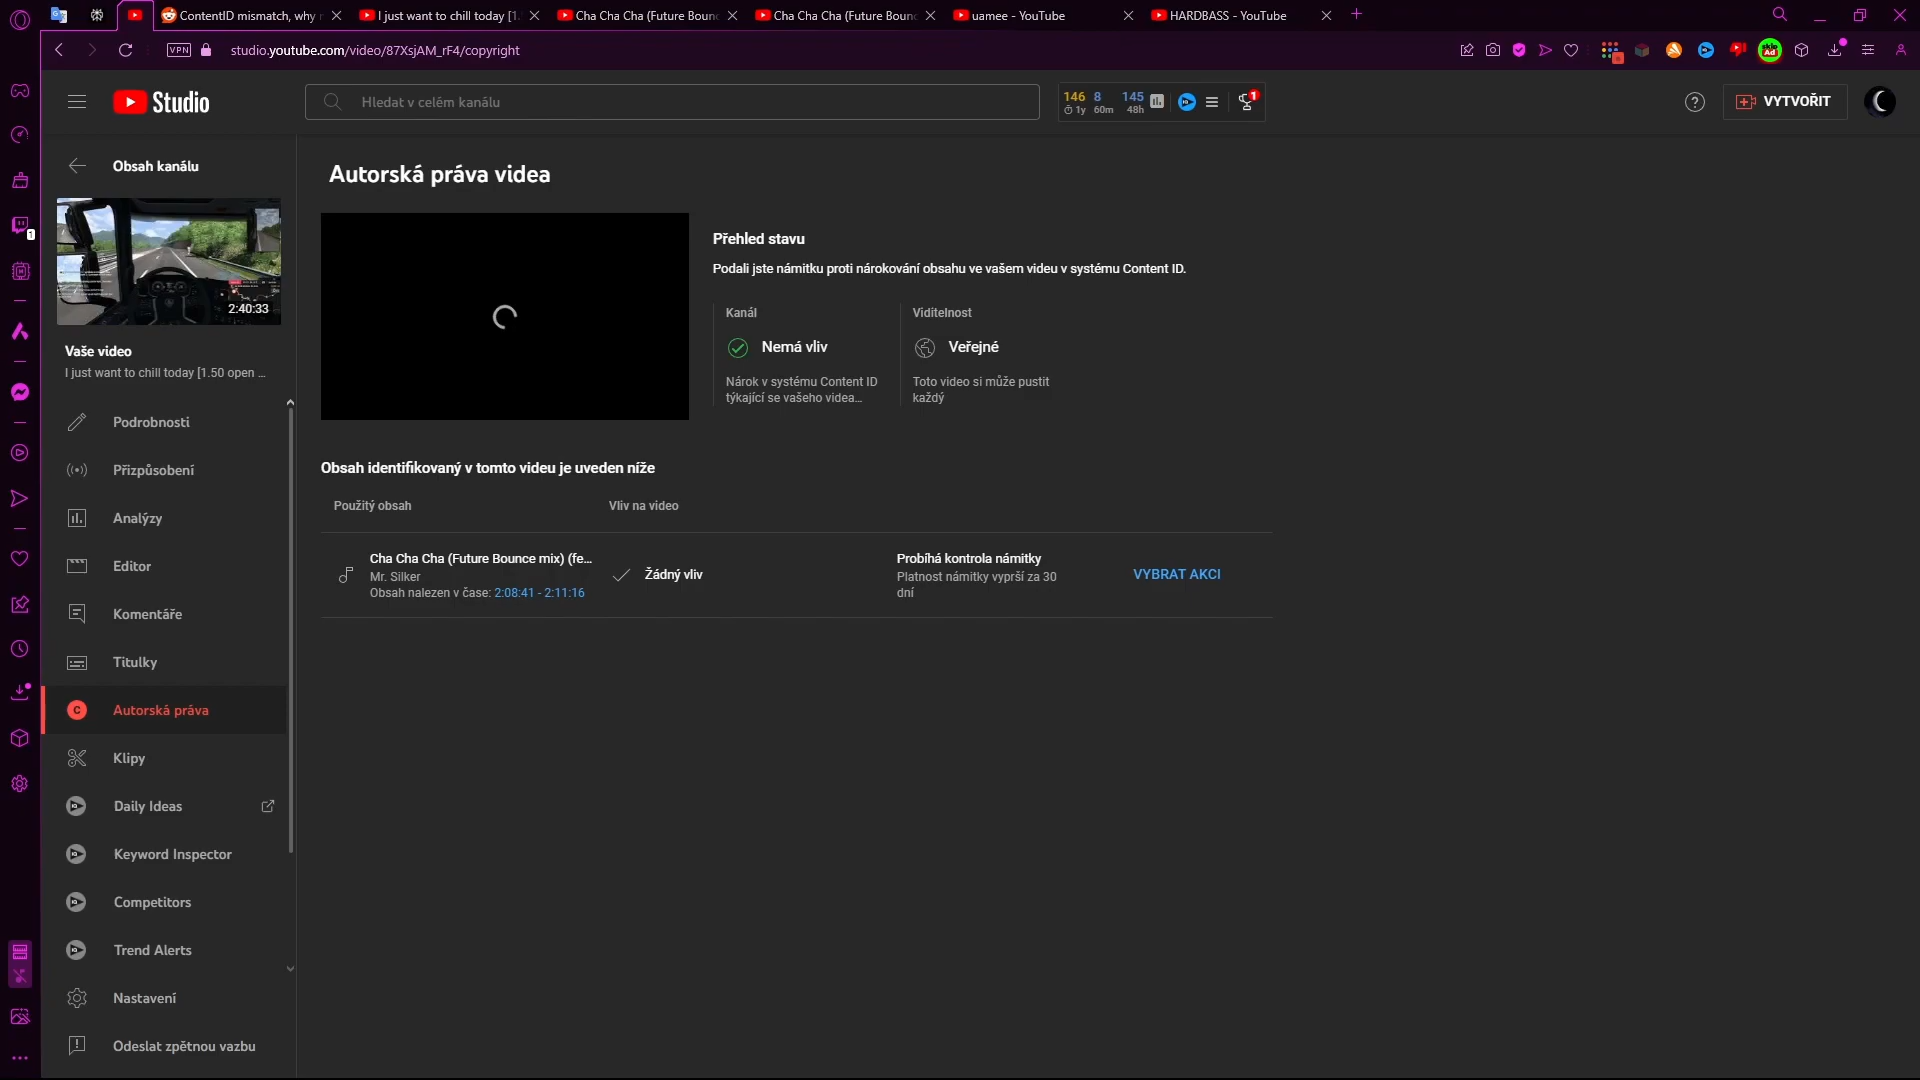 ContentID mismatch, why
I just want to chill today [1.
Cha Cha Cha (Future Boun
Cha Cha Cha (Future Boun
uamee - YouTube
HARDBASS - YouTube
VPN
studio.youtube.com/video/87XsjAM_rF4/copyright
Studio
Hledat v celém kanálu
146 8 145
1y 60m 48h
1
VYTVOŘIT
Obsah kanálu
Autorská práva videa
2:40:33
Vaše video
I just want to chill today [1.50 open ...
Přehled stavu
Podali jste námitku proti nárokování obsahu ve vašem videu v systému Content ID.
Kanál
Viditelnost
Nemá vliv
Veřejné
Nárok v systému Content ID
týkající se vašeho videa...
Toto video si může pustit
každý
Podrobnosti
Přizpůsobení
Analýzy
Editor
Komentáře
Titulky
Autorská práva
Klipy
Daily Ideas
Keyword Inspector
Competitors
Trend Alerts
Nastavení
Odeslat zpětnou vazbu
Obsah identifikovaný v tomto videu je uveden níže
Použitý obsah
Vliv na video
Cha Cha Cha (Future Bounce mix) (fe...
Mr. Silker
Obsah nalezen v čase: 2:08:41 - 2:11:16
Žádný vliv
Probíhá kontrola námitky
Platnost námitky vyprší za 30
dní
VYBRAT AKCI